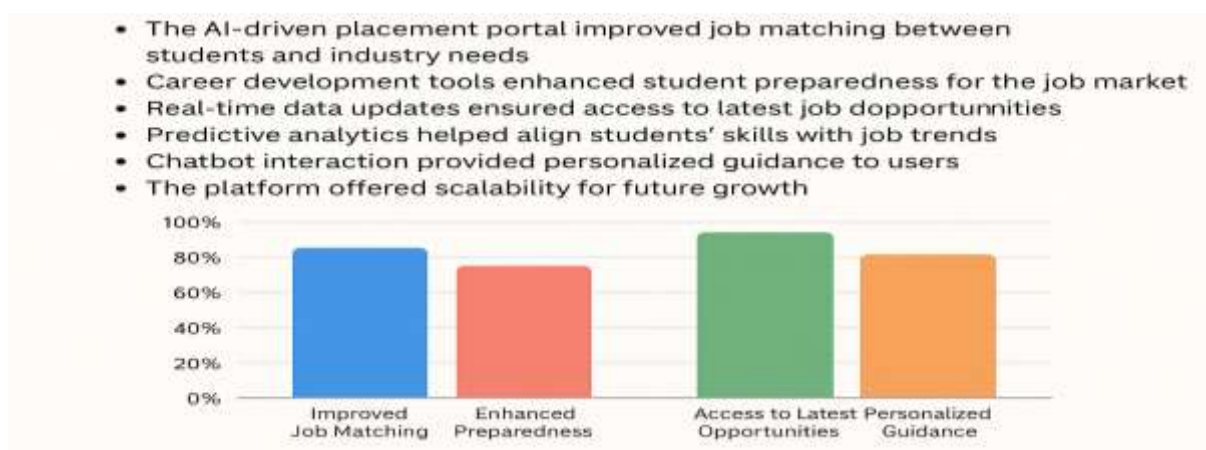 • The AI-driven placement portal improved job matching between
students and industry needs
• Career development tools enhanced student preparedness for the job market
• Real-time data updates ensured access to latest job dopportunnities
• Predictive analytics helped align students’ skills with job trends
• Chatbot interaction provided personalized guidance to users
• The platform offered scalability for future growth
100%
80%
60%
40%
20%
0%
Improved
Job Matching
Enhanced
Preparedness
Access to Latest
Opportunities
Personalized
Guidance